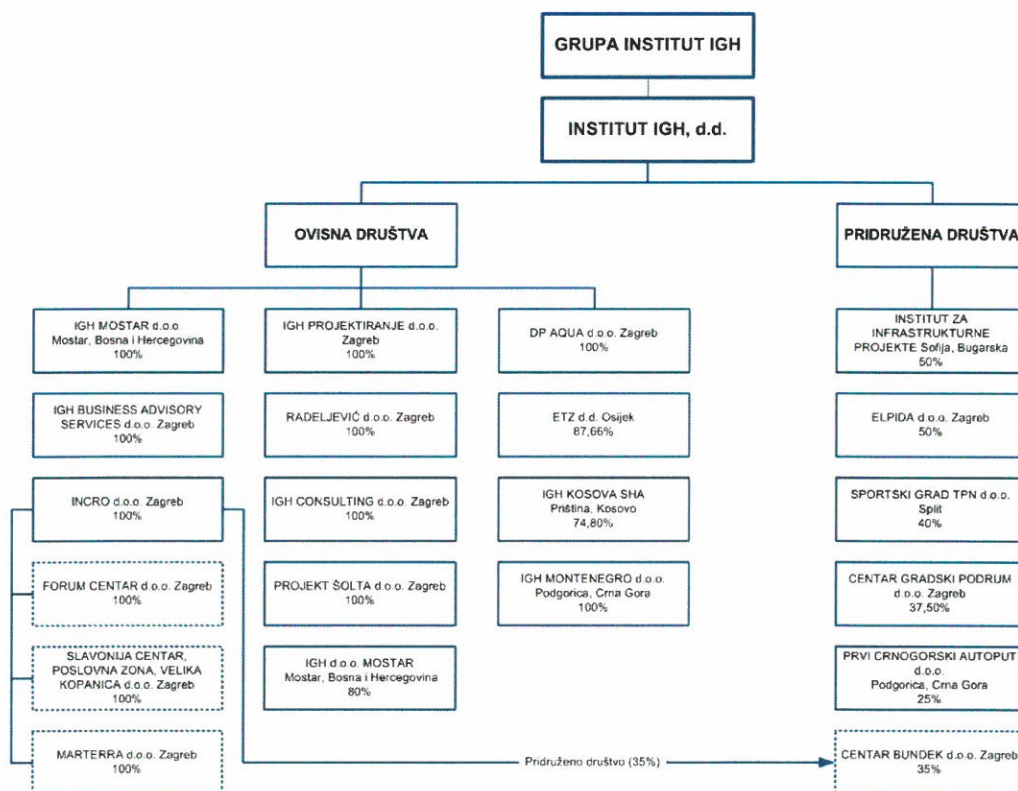 GRUPA INSTITUT IGH
INSTITUT IGH, d.d.
OVISNA DRUŠTVA
PRIDRUŽENA DRUŠTVA
IGH MOSTAR d.o.o.
Mostar, Bosna i Hercegovina
100%
IGH BUSINESS ADVISORY
SERVICES d.o.o. Zagreb
100%
INCRO d.o.o. Zagreb
100%
FORUM CENTAR d.o.o. Zagreb
100%
SLAVONIJA CENTAR,
POSLOVNA ZONA, VELIKA
KOPANICA d.o.o. Zagreb
100%
MARTERRA d.o.o. Zagreb
100%
IGH PROJEKTIRANJE d.o.o.
Zagreb
100%
RADELJEVIĆ d.o.o. Zagreb
100%
IGH CONSULTING d.o.o. Zagreb
100%
PROJEKT ŠOLTA d.o.o. Zagreb
100%
IGH d.o.o. MOSTAR
Mostar, Bosna i Hercegovina
80%
DP AQUA d.o.o. Zagreb
100%
ETZ d.d. Osijek
87,66%
IGH KOSOVA SHA
Priština, Kosovo
74,80%
IGH MONTENEGRO d.o.o.
Podgorica, Crna Gora
100%
INSTITUT ZA
INFRASTRUKTURNE
PROJEKTE Sofija, Bugarska
50%
ELPIDA d.o.o. Zagreb
50%
SPORTSKI GRAD TPN d.o.o.
Split
40%
CENTAR GRADSKI PODRUM
d.o.o. Zagreb
37,50%
PRVI CRNOGORSKI AUTOPUT
d.o.o.
Podgorica, Crna Gora
25%
Pridruženo društvo (35%)
CENTAR BUNDEK d.o.o. Zagreb
35%